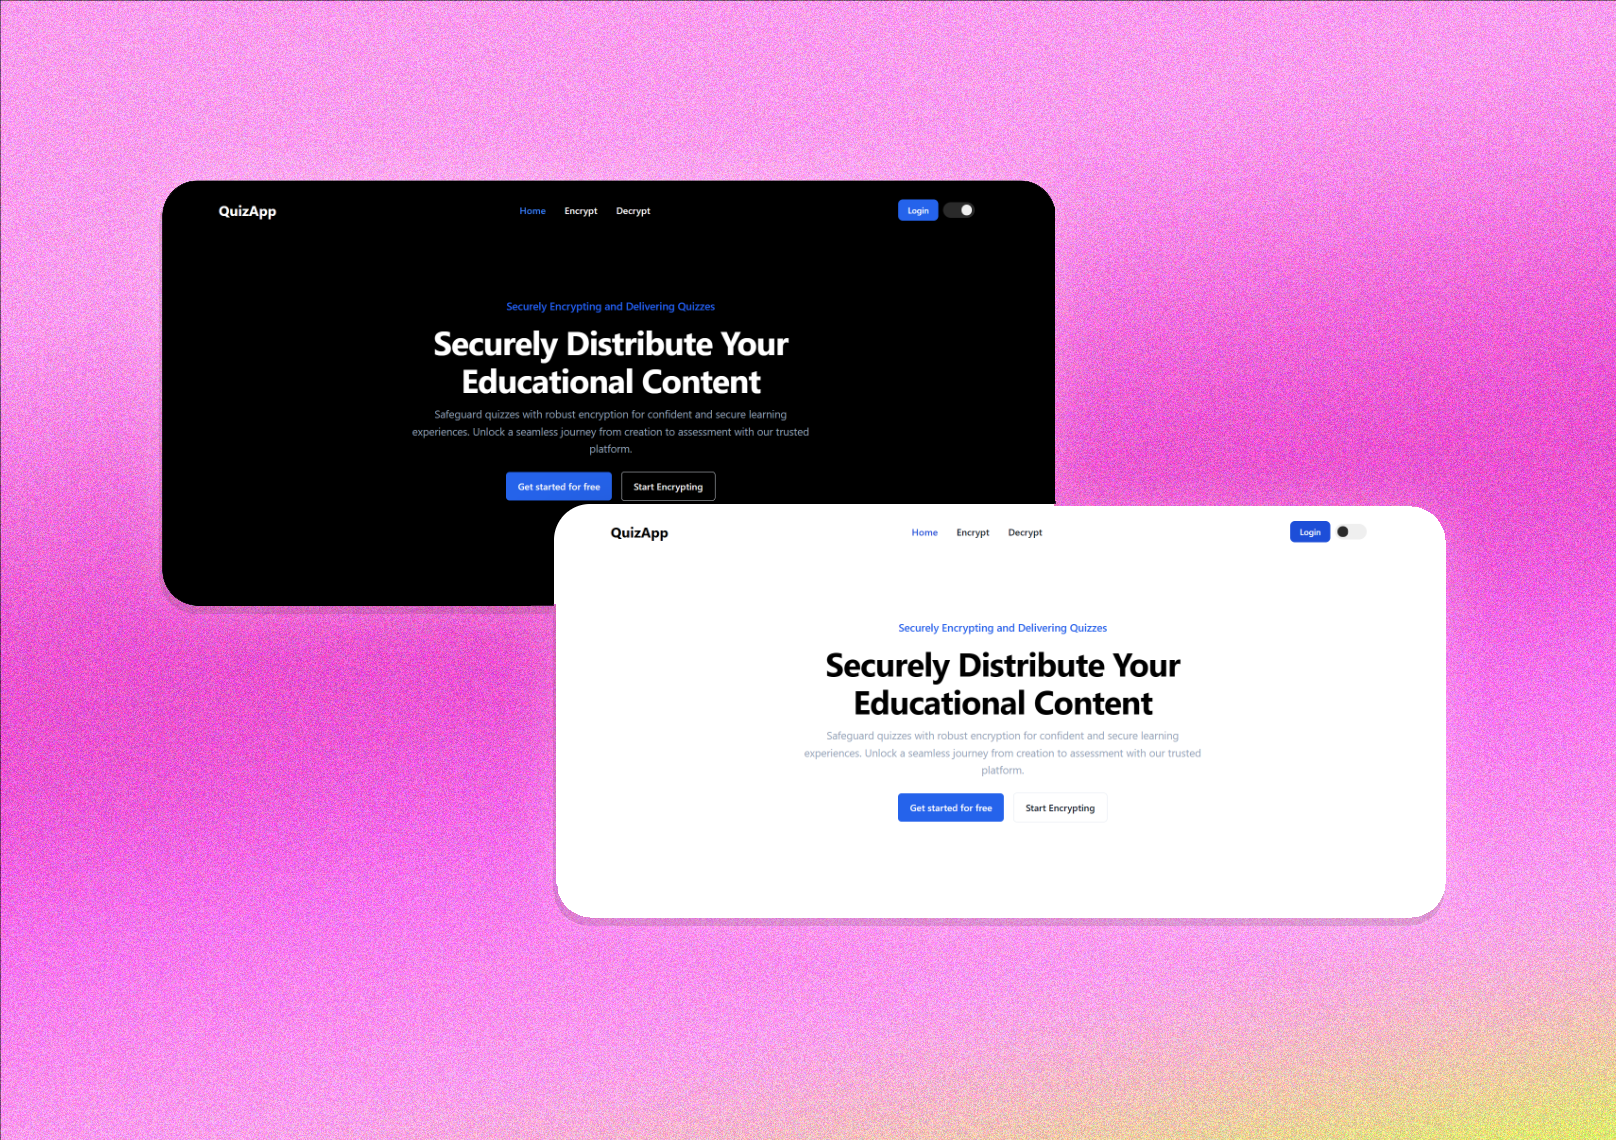 QuizApp
Home Encrypt Decrypt
Login
Securely Encrypting and Delivering Quizzes
Securely Distribute Your
Educational Content
Safeguard quizzes with robust encryption for confident and secure learning
experiences. Unlock a seamless journey from creation to assessment with our trusted
platform.
Get started for free Start Encrypting
QuizApp
Home Encrypt Decrypt
Login
Securely Encrypting and Delivering Quizzes
Securely Distribute Your
Educational Content
Safeguard quizzes with robust encryption for confident and secure learning
experiences. Unlock a seamless journey from creation to assessment with our trusted
platform.
Get started for free Start Encrypting